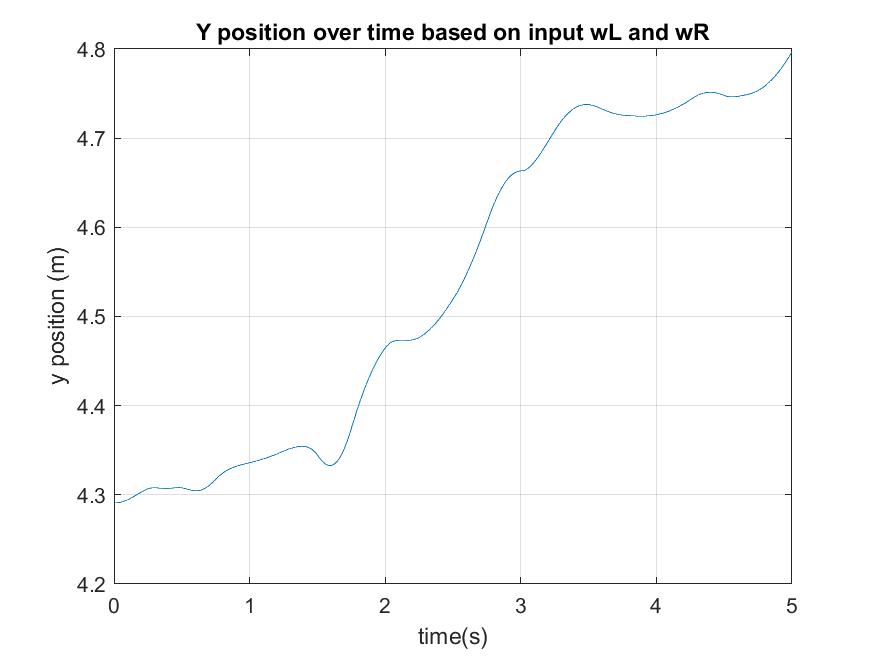 Y position over time based on input wL and wR
4.8
4.7
4.6
4.5
4.4
4.3
4.2
y position (m)
0 1 2 3 4 5
time(s)